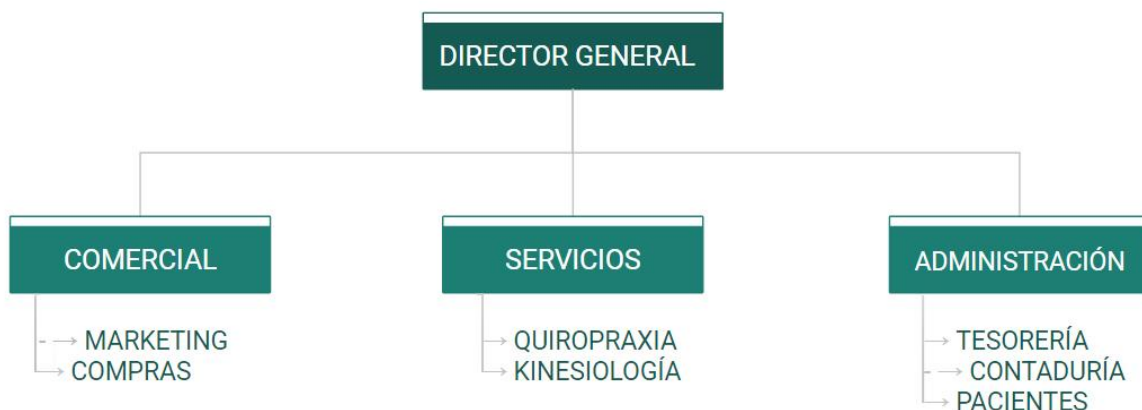 DIRECTOR GENERAL
COMERCIAL
MARKETING
COMPRAS
SERVICIOS
QUIROPRAXIA
KINESIOLOGÍA
ADMINISTRACIÓN
TESORERÍA
CONTADURÍA
PACIENTES